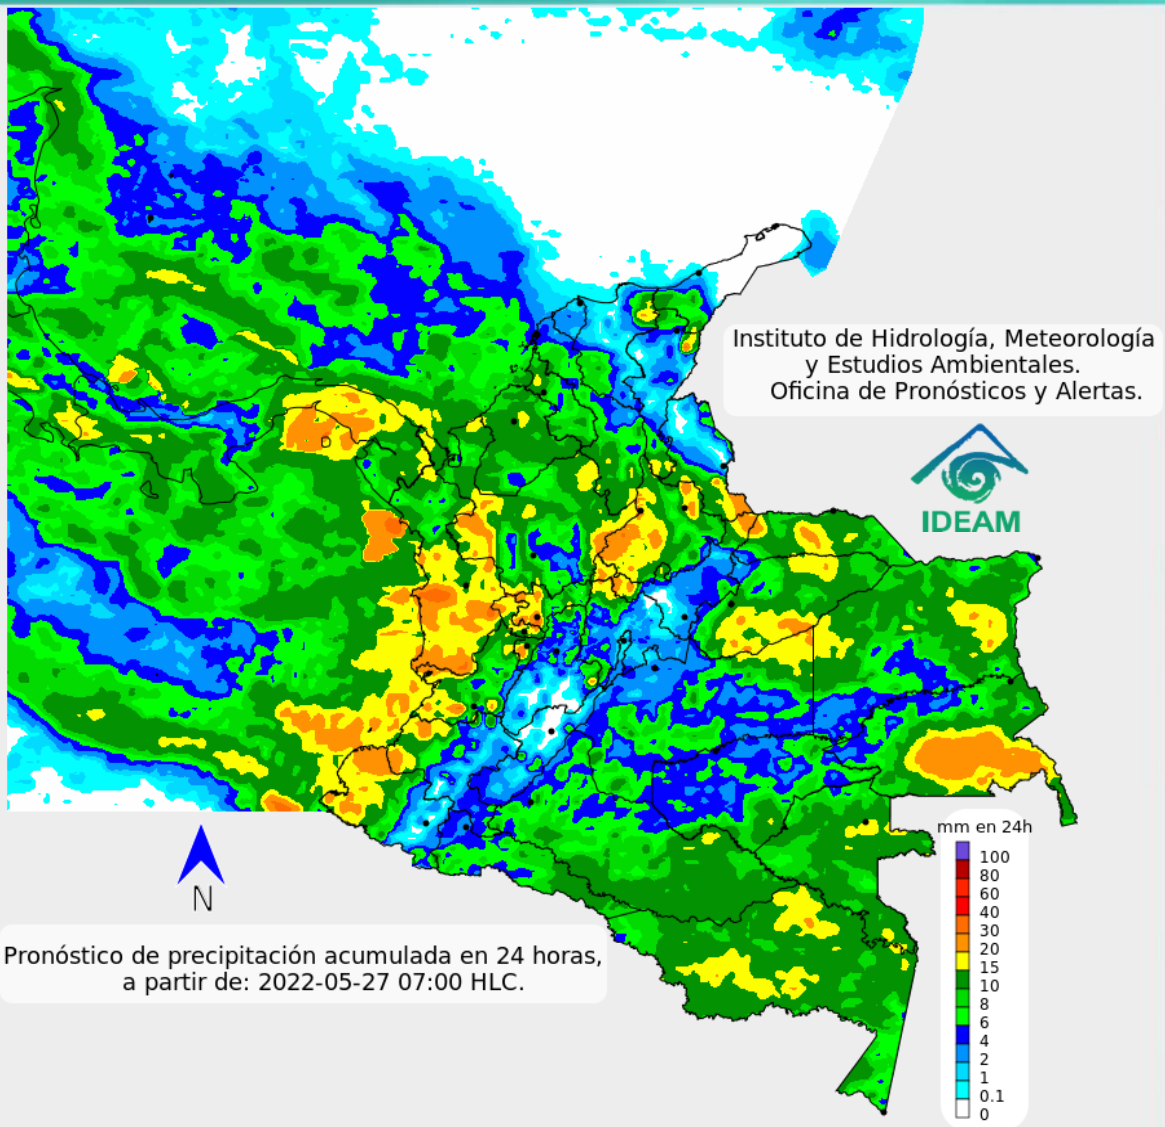 Instituto de Hidrología, Meteorología
y Estudios Ambientales.
Oficina de Pronósticos y Alertas.
IDEAM
N
Pronóstico de precipitación acumulada en 24 horas,
a partir de: 2022-05-27 07:00 HLC.
mm en 24h
100
80
60
40
30
20
15
10
8
6
4
2
1
0.1
0